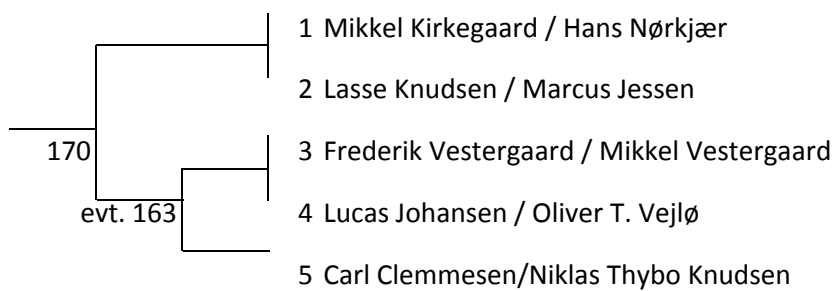 1 Mikkel Kirkegaard / Hans Nørkjær
2 Lasse Knudsen / Marcus Jessen
170
3 Frederik Vestergaard / Mikkel Vestergaard
evt. 163
4 Lucas Johansen / Oliver T. Vejlø
5 Carl Clemmesen/Niklas Thybo Knudsen